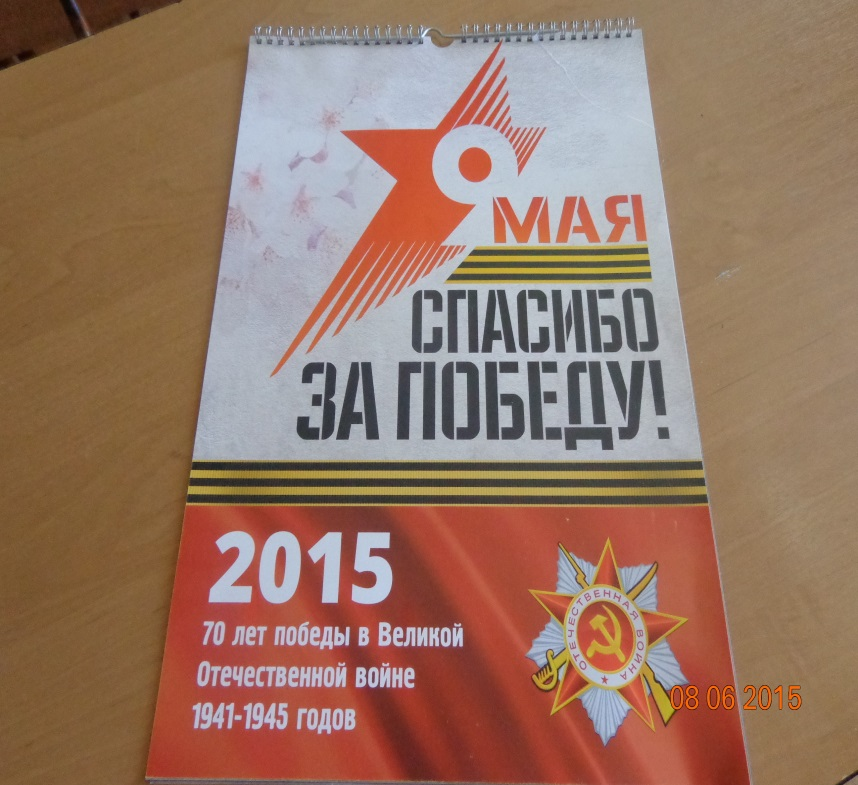 9
МАЯ
СПАСИБО
ЗА ПОБЕДУ!
2015
70 лет победы в Великой
Отечественной войне
1941-1945 годов
ОТЕЧЕСТВЕННАЯ ВОЙНА
08 06 2015